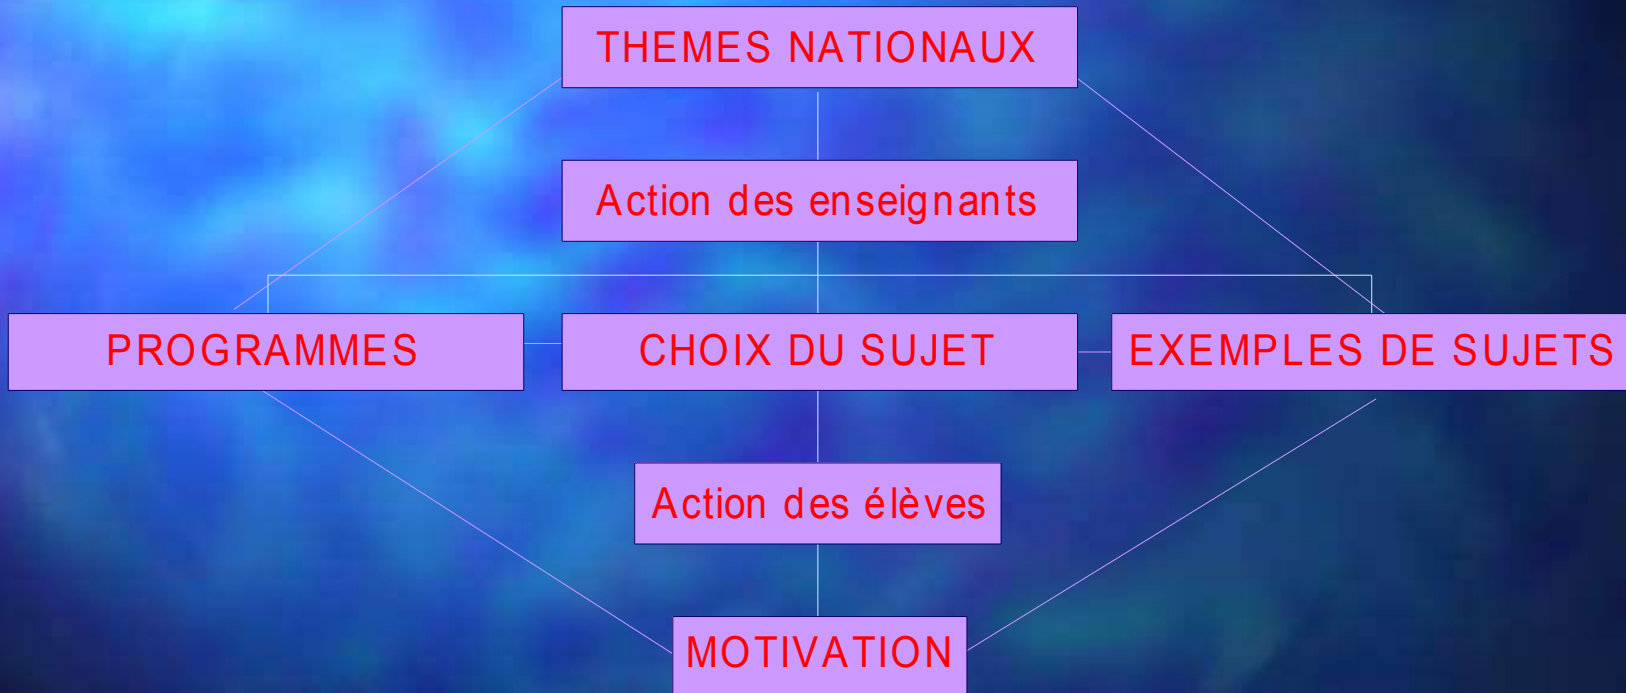 THEMES NATIONAUX
Action des enseignants
PROGRAMMES
CHOIX DU SUJET
EXEMPLES DE SUJETS
Action des élèves
MOTIVATION